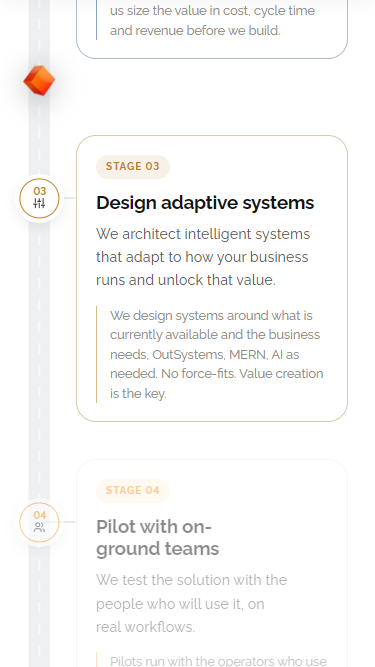 us size the value in cost, cycle time
and revenue before we build.
03
STAGE 03
Design adaptive systems
We architect intelligent systems
that adapt to how your business
runs and unlock that value.
We design systems around what is
currently available and the business
needs, OutSystems, MERN, AI as
needed. No force-fits. Value creation
is the key.
04
STAGE 04
Pilot with on-
ground teams
We test the solution with the
people who will use it, on
real workflows.
Pilots run with the operators who use